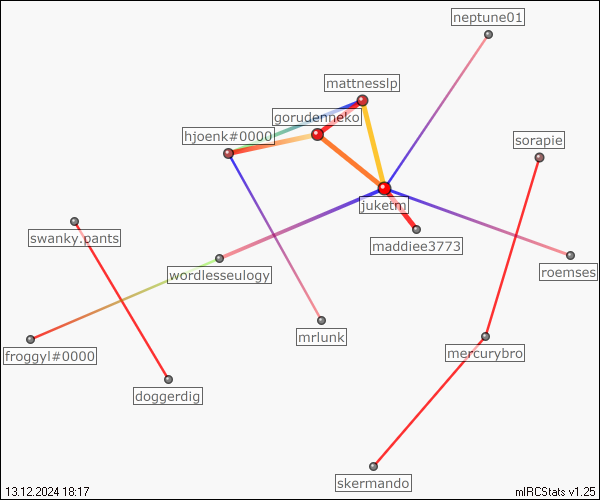 neptune01
mattnesslp
gorudenneko
hjoenk#0000
sorapie
juketm
swanky.pants
maddiee3773
wordlesseulogy
roemses
mrlunk
froggyl#0000
mercurybro
doggerdig
skermando
13.12.2024 18:17
mIRCStats v1.25